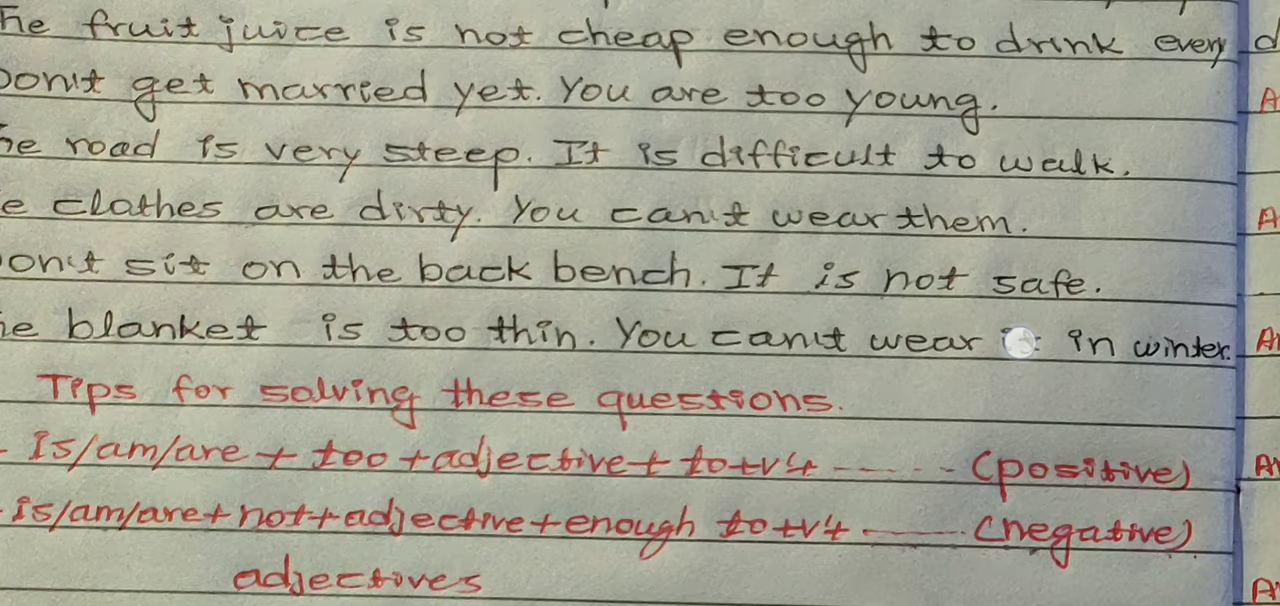 he fruit juice is not cheap enough to drink every d
Don't get married yet. You are too young. A
he road is very steep. It is difficult to walk.
e clothes are dirty. You can't wear them. A
on't sit on the back bench. It is not safe.
he blanket is too thin. You can't wear in winter. A
Tips for solving these questions.
- Is/am/are + too + adjective + to+v4 ------- (positive) A
- is/am/are + not + adjective + enough to +v4 ------- (negative)
adjectives A